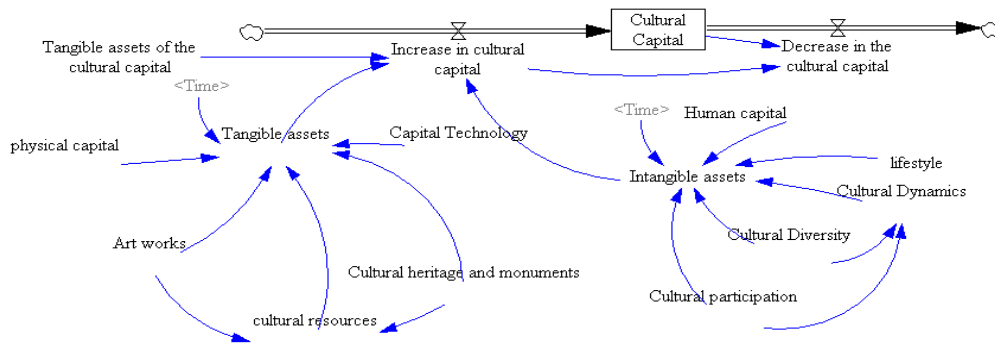 Cultural
Capital
Tangible assets of the
cultural capital
Increase in cultural
capital
Decrease in the
cultural capital
<Time>
<Time>
Human capital
physical capital
Tangible assets
Capital Technology
lifestyle
Intangible assets
Cultural Dynamics
Art works
Cultural Diversity
Cultural heritage and monuments
Cultural participation
cultural resources